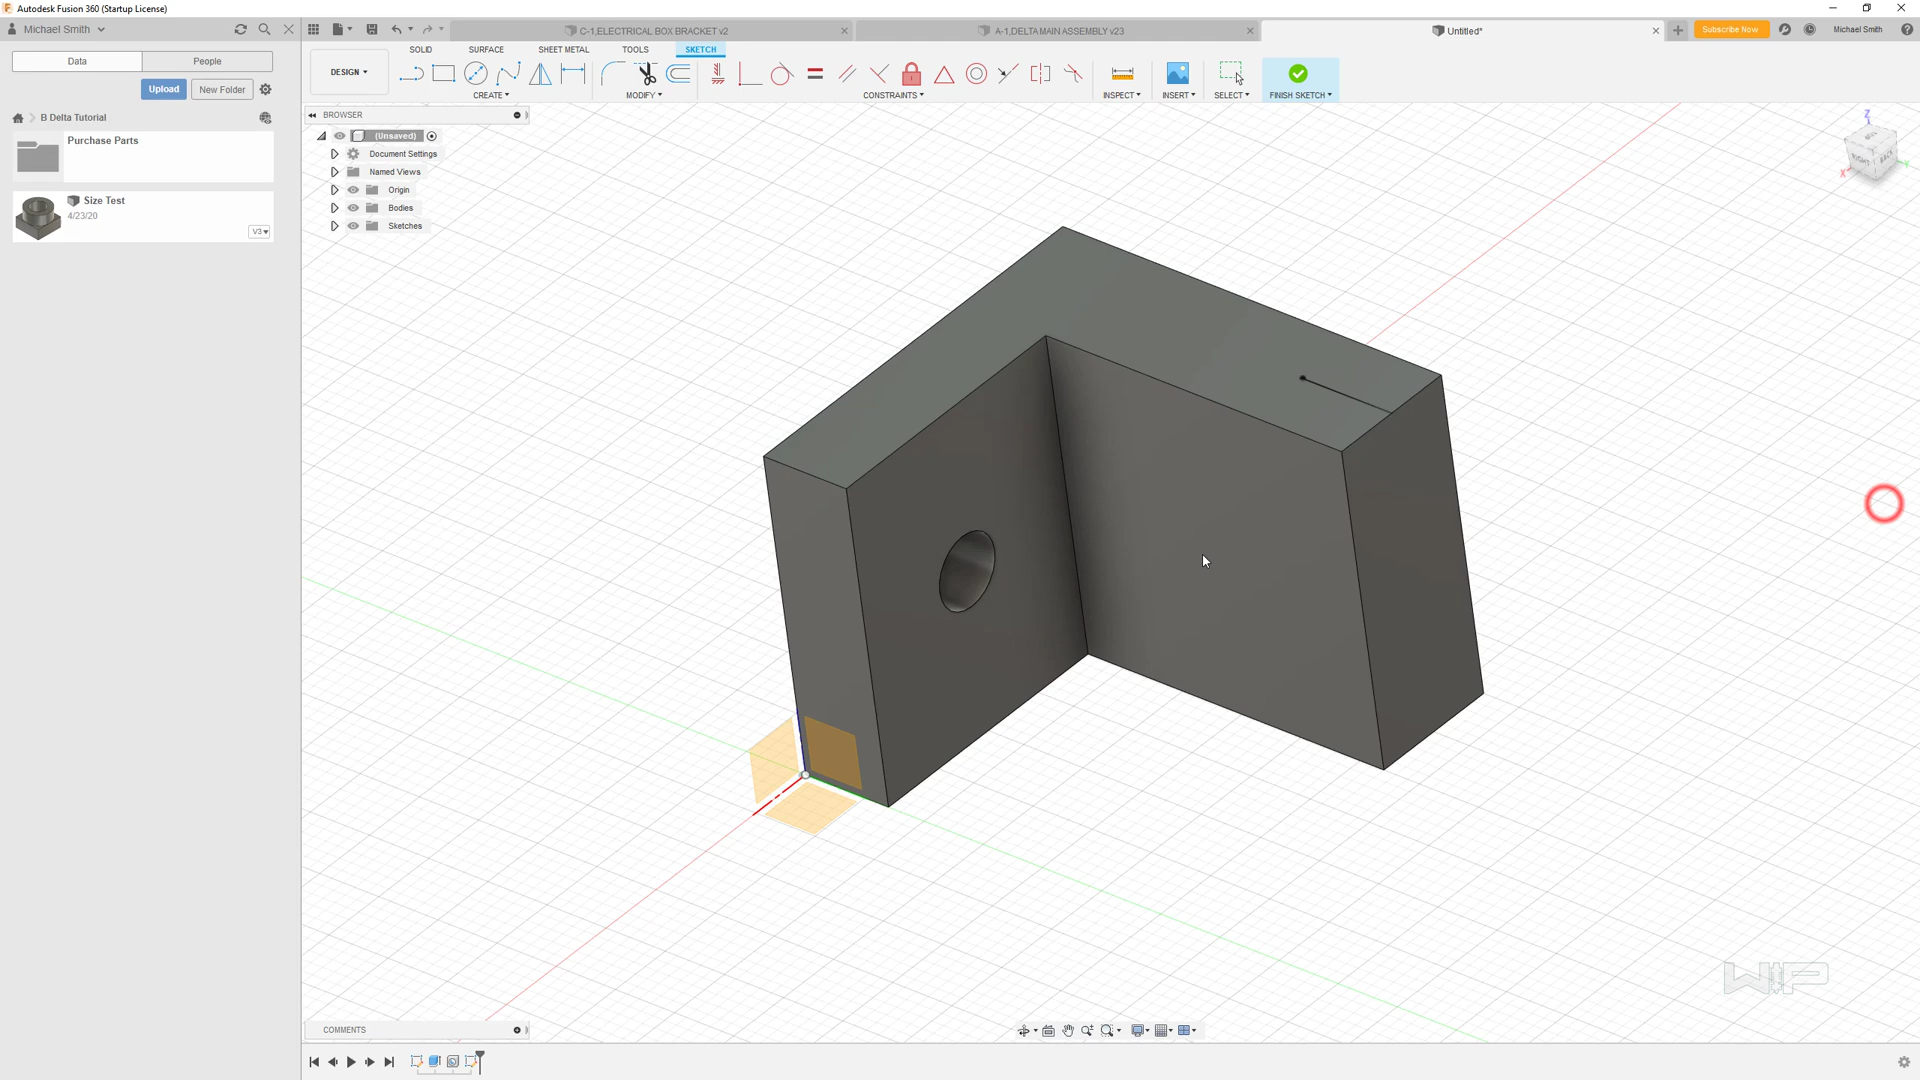 Autodesk Fusion 360 (Startup License)
Michael Smith
C-1,ELECTRICAL BOX BRACKET v2
A-1,DELTA MAIN ASSEMBLY v23
Untitled*
Subscribe Now
Michael Smith
Data
People
SOLID
SURFACE
SHEET METAL
TOOLS
SKETCH
DESIGN
Upload
New Folder
CREATE
MODIFY
CONSTRAINTS
INSPECT
INSERT
SELECT
FINISH SKETCH
B Delta Tutorial
BROWSER
Purchase Parts
(Unsaved)
Document Settings
Named Views
Origin
Size Test
4/23/20
V3
Bodies
Sketches
Z
RIGHT
BACK
X
Y
W P
COMMENTS